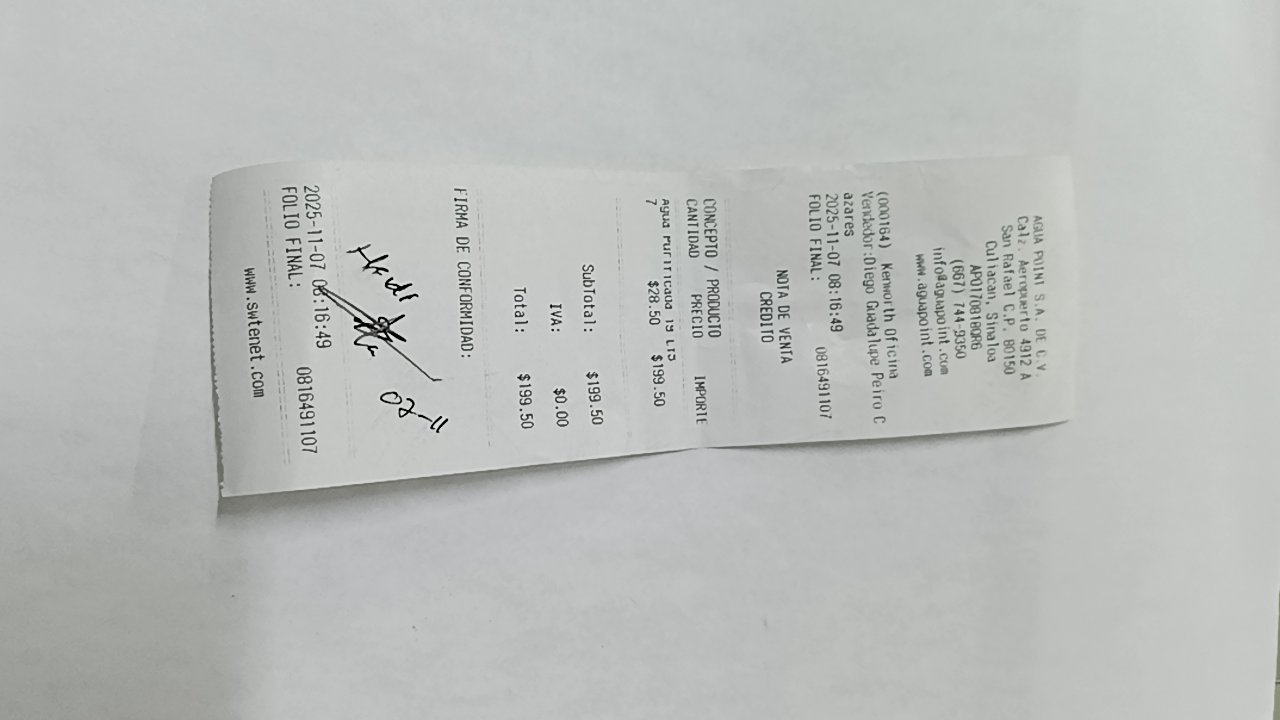 AGUA POINT S.A. DE C.V.
Calz. Aeropuerto 4912 A
San Rafael C.P. 80150
Culiacan, Sinaloa
APO170818QR6
(667) 744-9350
info@aguapoint.com
www.aguapoint.com
(000164) Kenworth Oficina
Vendedor:Diego Guadalupe Peiro C
azares
2025-11-07 08:16:49 0816491107
FOLIO FINAL:
NOTA DE VENTA
CREDITO
CONCEPTO / PRODUCTO
CANTIDAD PRECIO IMPORTE
Agua Purificada 19 LTS
7 $28.50 $199.50
SubTotal: $199.50
IVA: $0.00
Total: $199.50
FIRMA DE CONFORMIDAD:
07-11
2025-11-07 08:16:49 0816491107
FOLIO FINAL:
www.swtenet.com